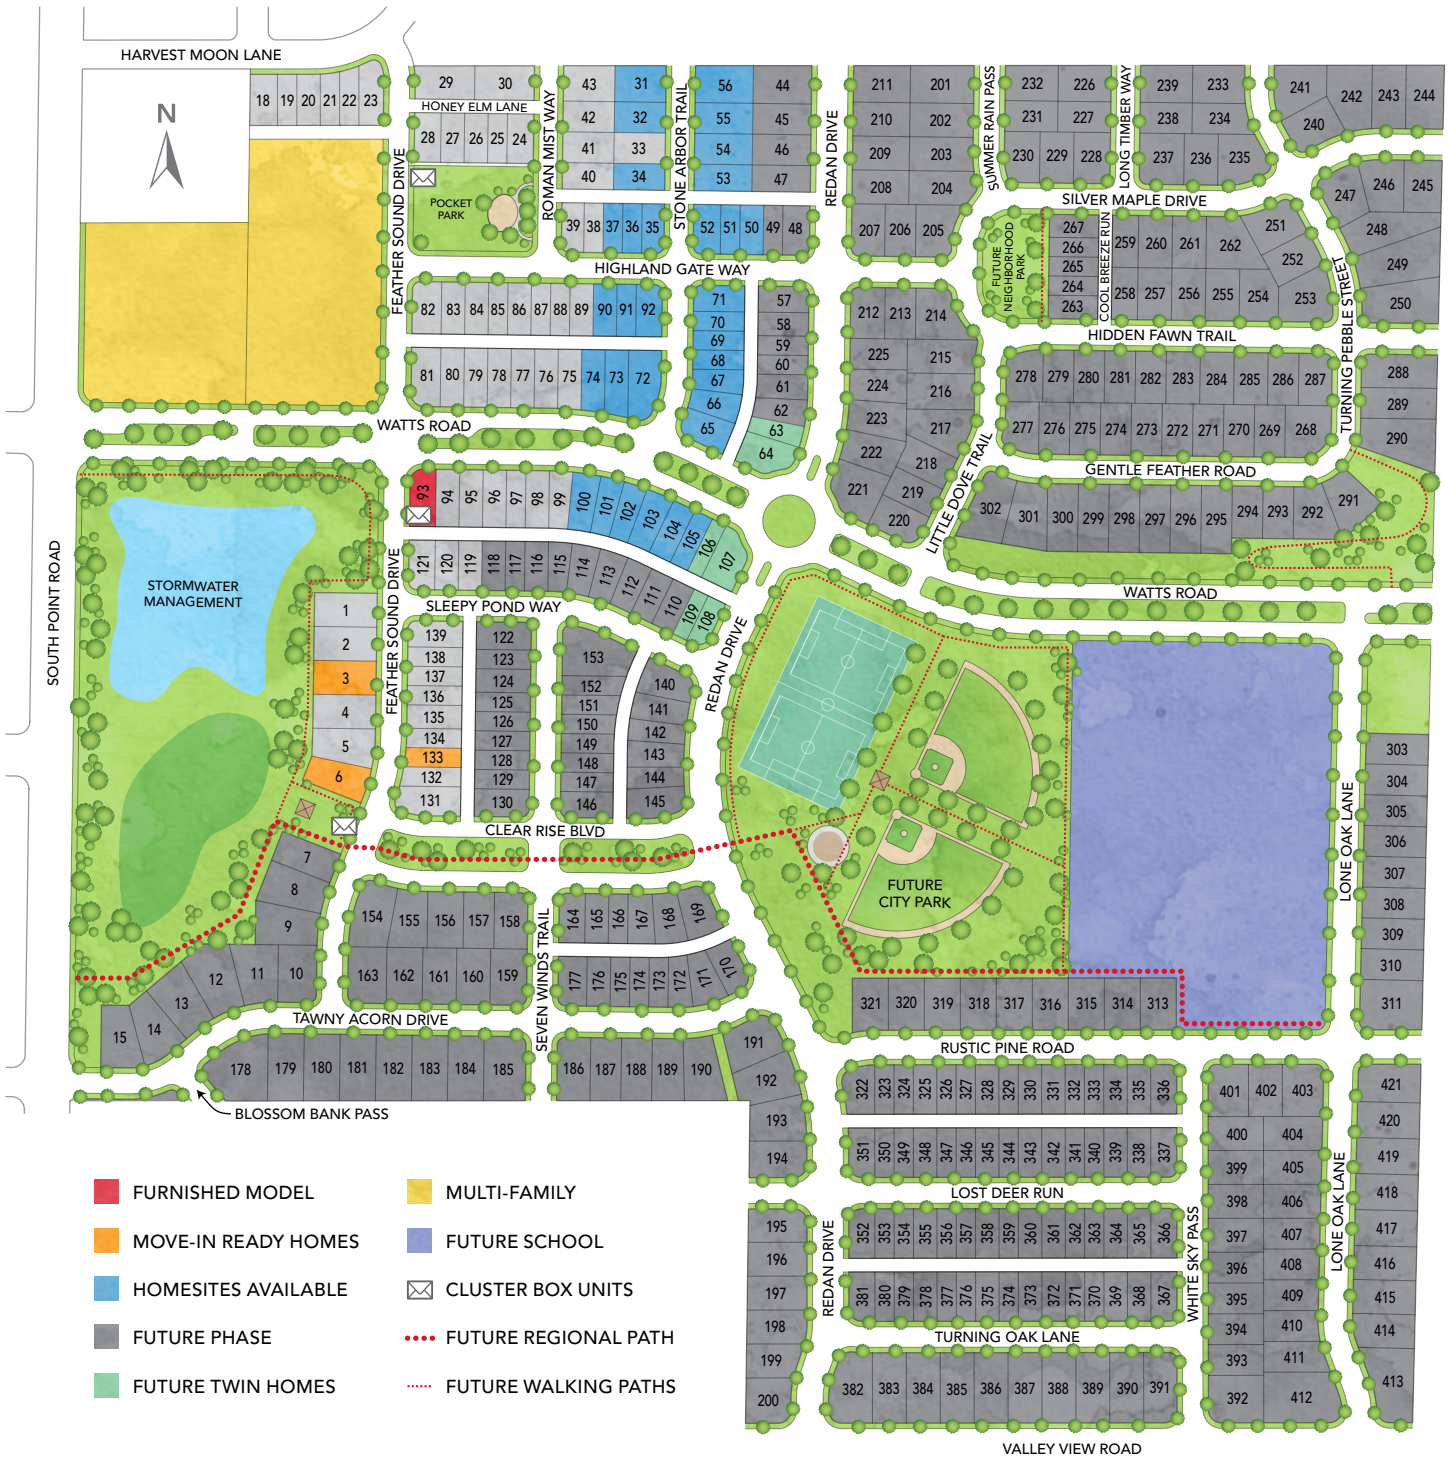 HARVEST MOON LANE
18 19 20 21 22 23
29 30
HONEY ELM LANE
28 27 26 25 24
N
POCKET
PARK
FEATHER SOUND DRIVE
ROMAN MIST WAY
43 31
42 32
41 33
40 34
39 38 37 36 35
STONE ARBOR TRAIL
56 44
55 45
54 46
53 47
52 51 50 49 48
REDAN DRIVE
211 201
210 202
209 203
208 204
207 206 205
SUMMER RAIN PASS
232 226
231 227
230 229 228
LONG TIMBER WAY
239 233
238 234
237 236 235
241 242 243 244
240
SILVER MAPLE DRIVE
247 246 245
248
249
250
FUTURE
NEIGHBORHOOD
PARK
267
266
265
264
263
COOL BREEZE RUN
259 260 261 262 251
252
258 257 256 255 254 253
TURNING PEBBLE STREET
HIGHLAND GATE WAY
82 83 84 85 86 87 88 89 90 91 92
81 80 79 78 77 76 75 74 73 72
71
70
69
68
67
66
65
57
58
59
60
61
62
63
64
212 213 214
225 215
224 216
223 217
222 218
221 219
220
HIDDEN FAWN TRAIL
278 279 280 281 282 283 284 285 286 287
277 276 275 274 273 272 271 270 269 268
288
289
290
GENTLE FEATHER ROAD
LITTLE DOVE TRAIL
302 301 300 299 298 297 296 295 294 293 292 291
WATTS ROAD
WATTS ROAD
SOUTH POINT ROAD
STORMWATER
MANAGEMENT
93 94 95 96 97 98 99 100 101 102 103 104 105 106 107
121 120 119 118 117 116 115 114 113 112 111 110 109 108
FEATHER SOUND DRIVE
SLEEPY POND WAY
REDAN DRIVE
1
2
3
4
5
6
139
138
137
136
135
134
133
132
131
122
123
124
125
126
127
128
129
130
153
152
151
150
149
148
147
146
140
141
142
143
144
145
CLEAR RISE BLVD
FUTURE
CITY PARK
LONE OAK LANE
303
304
305
306
307
308
309
310
311
7
8
9
10
11
12
13
14
15
154 155 156 157 158
163 162 161 160 159
SEVEN WINDS TRAIL
164 165 166 167 168 169
177 176 175 174 173 172 171 170
TAWNY ACORN DRIVE
178 179 180 181 182 183 184 185
186 187 188 189 190
191
192
193
194
BLOSSOM BANK PASS
321 320 319 318 317 316 315 314 313
RUSTIC PINE ROAD
322 323 324 325 326 327 328 329 330 331 332 333 334 335 336
351 350 349 348 347 346 345 344 343 342 341 340 339 338 337
LOST DEER RUN
352 353 354 355 356 357 358 359 360 361 362 363 364 365 366
381 380 379 378 377 376 375 374 373 372 371 370 369 368 367
TURNING OAK LANE
382 383 384 385 386 387 388 389 390 391
VALLEY VIEW ROAD
REDAN DRIVE
195
196
197
198
199
200
WHITE SKY PASS
401 402 403
400 404
399 405
398 406
397 407
396 408
395 409
394 410
393 411
392 412
LONE OAK LANE
421
420
419
418
417
416
415
414
413
FURNISHED MODEL
MOVE-IN READY HOMES
HOMESITES AVAILABLE
FUTURE PHASE
FUTURE TWIN HOMES
MULTI-FAMILY
FUTURE SCHOOL
CLUSTER BOX UNITS
FUTURE REGIONAL PATH
FUTURE WALKING PATHS